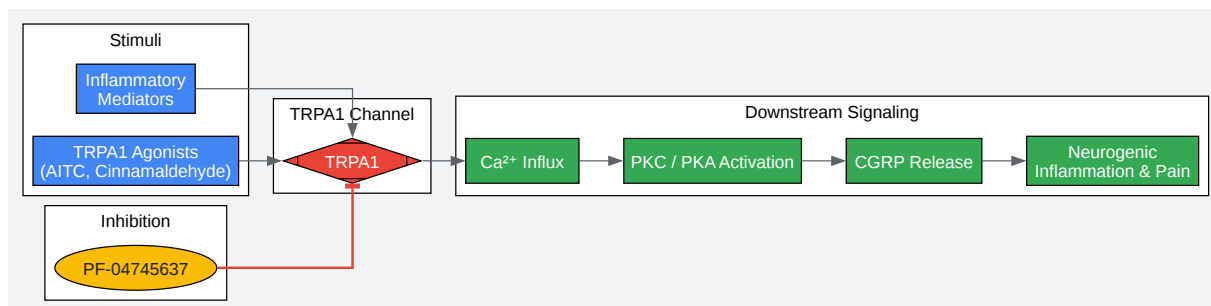 Stimuli
Inflammatory
Mediators
TRPA1 Agonists
(AITC, Cinnamaldehyde)
TRPA1 Channel
TRPA1
Downstream Signaling
Ca²⁺ Influx
PKC / PKA Activation
CGRP Release
Neurogenic
Inflammation & Pain
Inhibition
PF-04745637